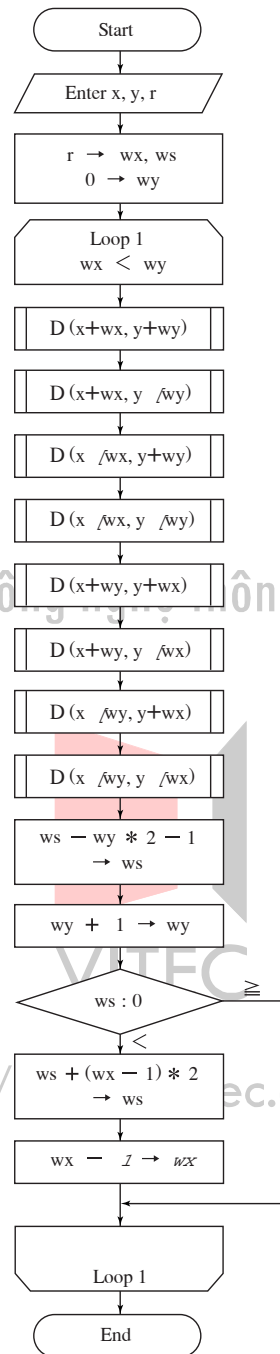 Start
Enter x, y, r
r → wx, ws
0 → wy
Loop 1
wx < wy
D (x+wx, y+wy)
D (x+wx, y /wy)
D (x /wx, y+wy)
D (x /wx, y /wy)
D (x+wy, y+wx)
D (x+wy, y /wx)
D (x /wy, y+wx)
D (x /wy, y /wx)
ws − wy * 2 − 1
→ ws
wy + 1 → wy
ws : 0
≧
<
ws + (wx − 1) * 2
→ ws
wx − 1 → wx
Loop 1
End
VITEC